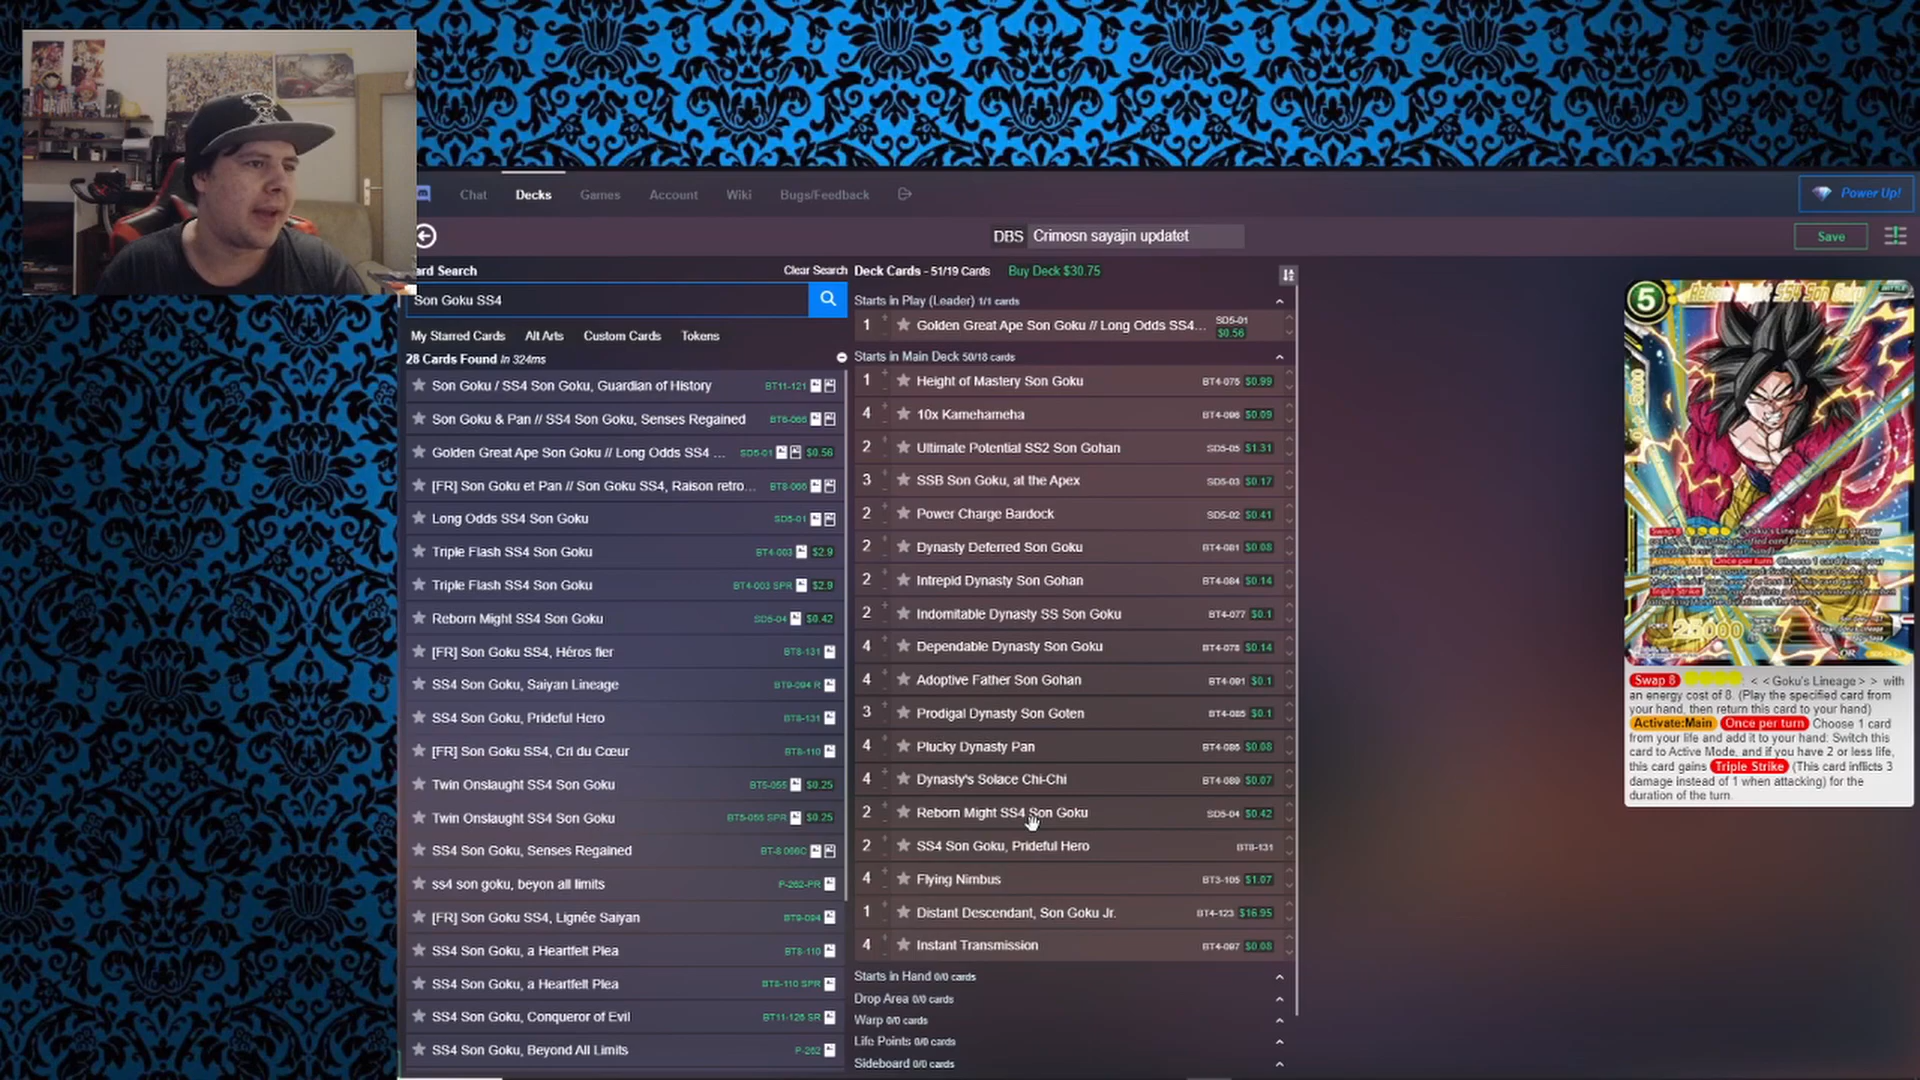 Chat Decks Games Account Wiki Bugs/Feedback
Power Up!
DBS Crimosn sayajin updatet
Save
ard Search Clear Search
Son Goku SS4
My Starred Cards Alt Arts Custom Cards Tokens
28 Cards Found In 324ms
Son Goku / SS4 Son Goku, Guardian of History BT11-121
Son Goku & Pan // SS4 Son Goku, Senses Regained
Golden Great Ape Son Goku // Long Odds SS4 ... SD5-01 $0.56
[FR] Son Goku et Pan // Son Goku SS4, Raison retro... BT8-066
Long Odds SS4 Son Goku SD5-01
Triple Flash SS4 Son Goku BT4-003 $2.9
Triple Flash SS4 Son Goku BT4-003 SPR $2.9
Reborn Might SS4 Son Goku SD5-04 $0.42
[FR] Son Goku SS4, Héros fier BT8-131
SS4 Son Goku, Saiyan Lineage BT9-094 R
SS4 Son Goku, Prideful Hero BT8-131
[FR] Son Goku SS4, Cri du Cœur BT8-110
Twin Onslaught SS4 Son Goku $0.25
Twin Onslaught SS4 Son Goku $0.25
SS4 Son Goku, Senses Regained BT-8 066C
ss4 son goku, beyon all limits P-262-PR
[FR] Son Goku SS4, Lignée Saiyan BT9-094
SS4 Son Goku, a Heartfelt Plea BT8-110
SS4 Son Goku, a Heartfelt Plea BT8-110 SPR
SS4 Son Goku, Conqueror of Evil
SS4 Son Goku, Beyond All Limits P-262
Deck Cards - 51/19 Cards Buy Deck $30.75
Starts in Play (Leader) 1/1 cards
1 Golden Great Ape Son Goku // Long Odds SS4... SD5-01 $0.56
Starts in Main Deck 50/18 cards
1 Height of Mastery Son Goku BT4-075 $0.99
4 10x Kamehameha BT4-096 $0.09
2 Ultimate Potential SS2 Son Gohan SD5-05 $1.31
3 SSB Son Goku, at the Apex SD5-03 $0.17
2 Power Charge Bardock SD5-02 $0.41
2 Dynasty Deferred Son Goku BT4-081 $0.08
2 Intrepid Dynasty Son Gohan BT4-084 $0.14
2 Indomitable Dynasty SS Son Goku BT4-077 $0.1
4 Dependable Dynasty Son Goku BT4-078 $0.14
4 Adoptive Father Son Gohan BT4-091 $0.1
3 Prodigal Dynasty Son Goten BT4-085 $0.1
4 Plucky Dynasty Pan BT4-086 $0.08
4 Dynasty's Solace Chi-Chi BT4-089 $0.07
2 Reborn Might SS4 Son Goku SD5-04 $0.42
2 SS4 Son Goku, Prideful Hero BT8-131
4 Flying Nimbus BT3-105 $1.07
1 Distant Descendant, Son Goku Jr. BT4-123 $16.95
4 Instant Transmission BT4-097 $0.08
Starts in Hand 0/0 cards
Drop Area 0/0 cards
Warp 0/0 cards
Life Points 0/0 cards
Sideboard 0/0 cards
5 Reborn Might SS4 Son Goku
25000
Swap 8 < < Goku's Lineage > > with
an energy cost of 8. (Play the specified card from
your hand, then return this card to your hand)
Activate:Main Once per turn Choose 1 card
from your life and add it to your hand: Switch this
card to Active Mode, and if you have 2 or less life,
this card gains Triple Strike (This card inflicts 3
damage instead of 1 when attacking) for the
duration of the turn.